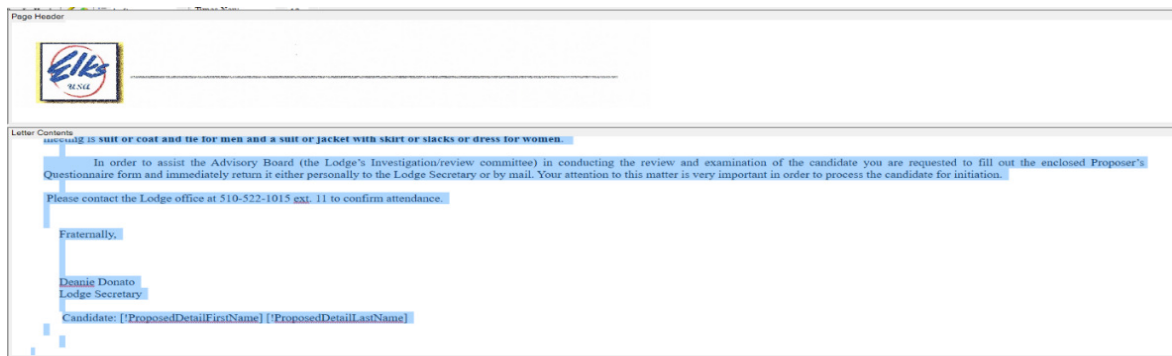 Page Header
Elks
USA
Letter Contents
meeting is suit or coat and tie for men and a suit or jacket with skirt or slacks or dress for women.
In order to assist the Advisory Board (the Lodge's Investigation/review committee) in conducting the review and examination of the candidate you are requested to fill out the enclosed Proposer's
Questionnaire form and immediately return it either personally to the Lodge Secretary or by mail. Your attention to this matter is very important in order to process the candidate for initiation.
Please contact the Lodge office at 510-522-1015 ext. 11 to confirm attendance.
Fraternally,
Deanie Donato
Lodge Secretary
Candidate: [!ProposedDetailFirstName] [!ProposedDetailLastName]